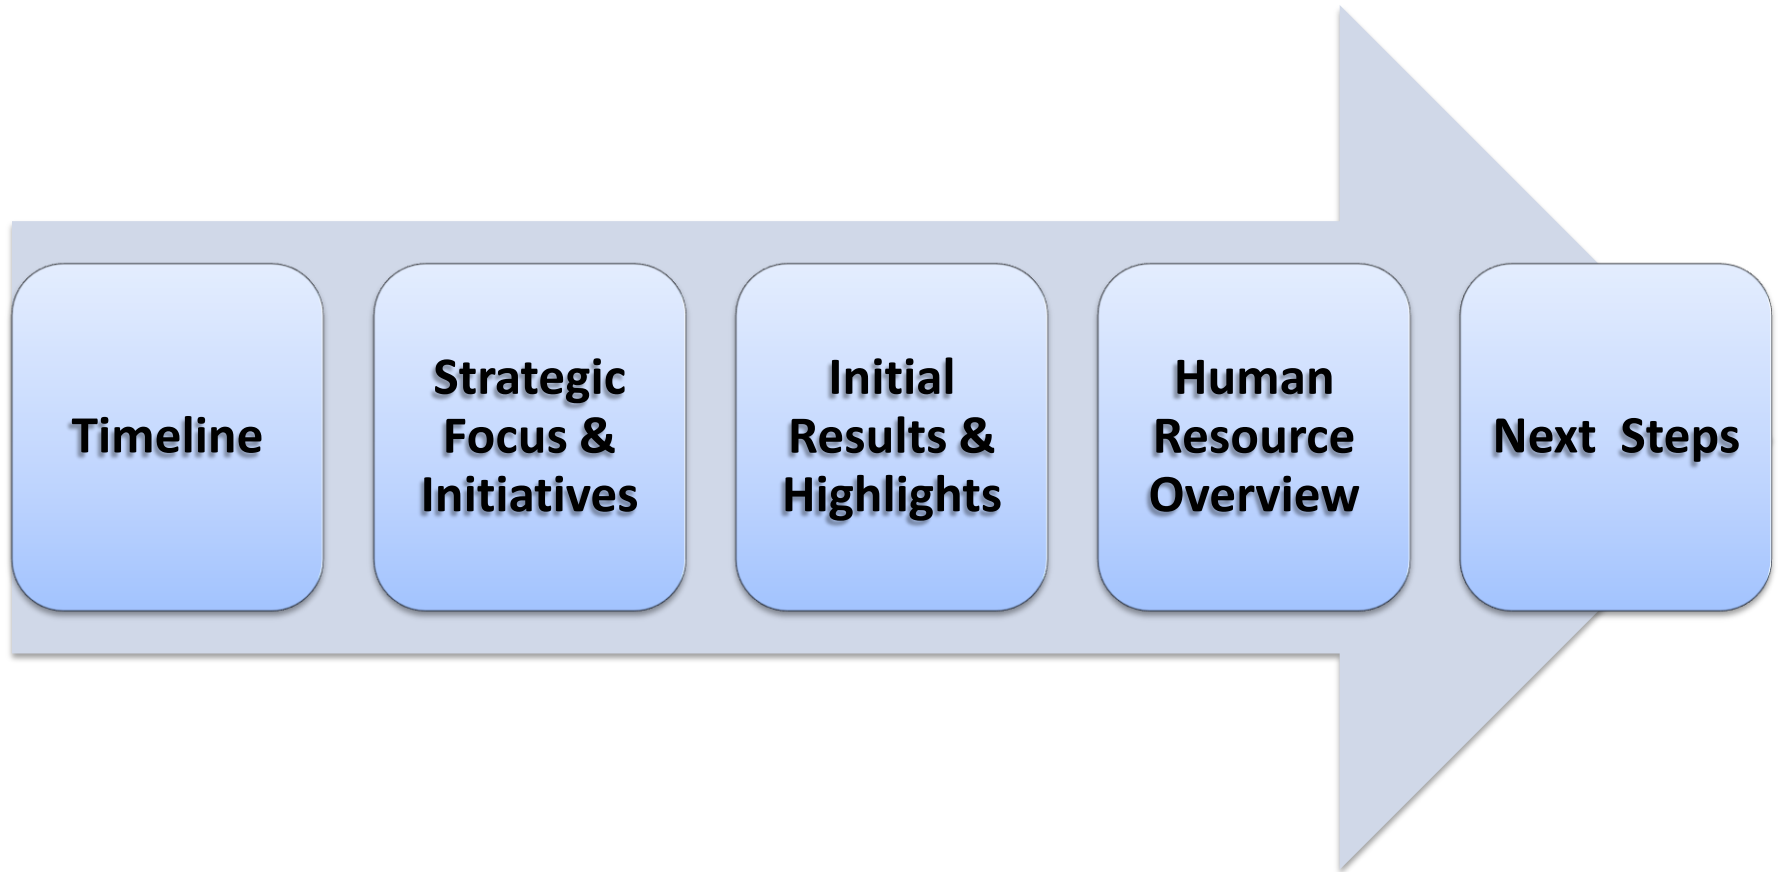 Timeline
Strategic
Focus &
Initiatives
Initial
Results &
Highlights
Human
Resource
Overview
Next  Steps